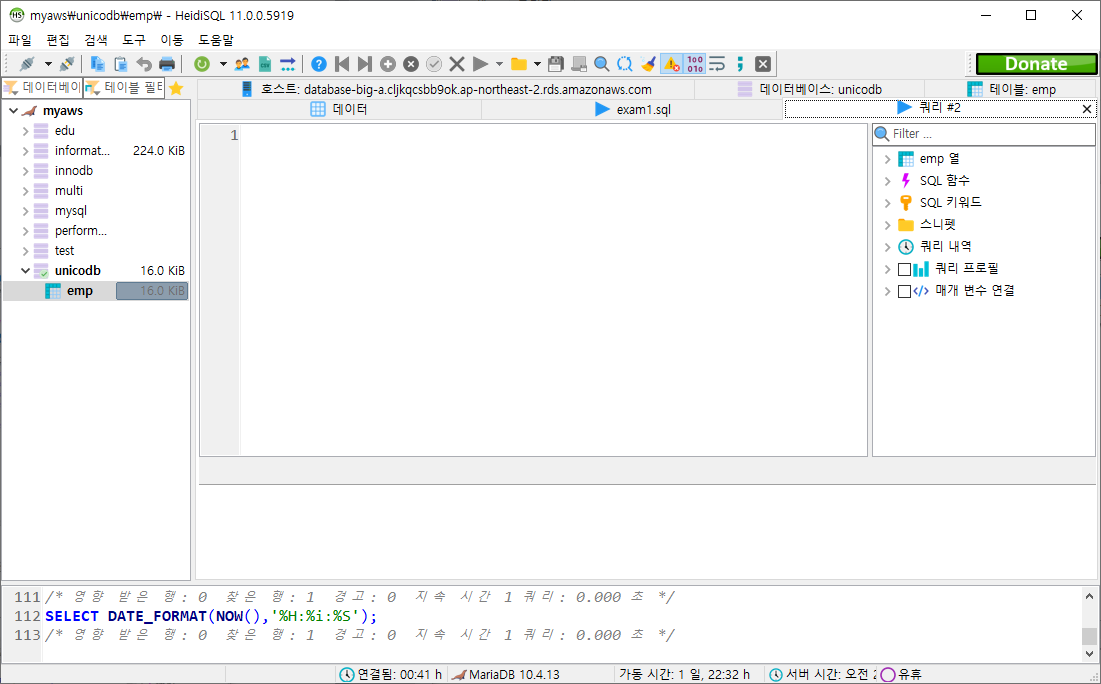 myaws₩unicodb₩emp₩ - HeidiSQL 11.0.0.5919
파일 편집 검색 도구 이동 도움말
Donate
데이터베이 테이블 필터
호스트: database-big-a.cljkqcsbb9ok.ap-northeast-2.rds.amazonaws.com 데이터베이스: unicodb 테이블: emp
데이터 exam1.sql 쿼리 #2
myaws
edu
informat... 224.0 KiB
innodb
multi
mysql
perform...
test
unicodb 16.0 KiB
emp 16.0 KiB
1
Filter ...
emp 열
SQL 함수
SQL 키워드
스니펫
쿼리 내역
쿼리 프로필
매개 변수 연결
111 /* 영향 받은 행: 0 찾은 행: 1 경고: 0 지속 시간 1 쿼리: 0.000 초 */
112 SELECT DATE_FORMAT(NOW(),'%H:%i:%S');
113 /* 영향 받은 행: 0 찾은 행: 1 경고: 0 지속 시간 1 쿼리: 0.000 초 */
연결됨: 00:41 h MariaDB 10.4.13 가동 시간: 1 일, 22:32 h 서버 시간: 오전 2 유휴